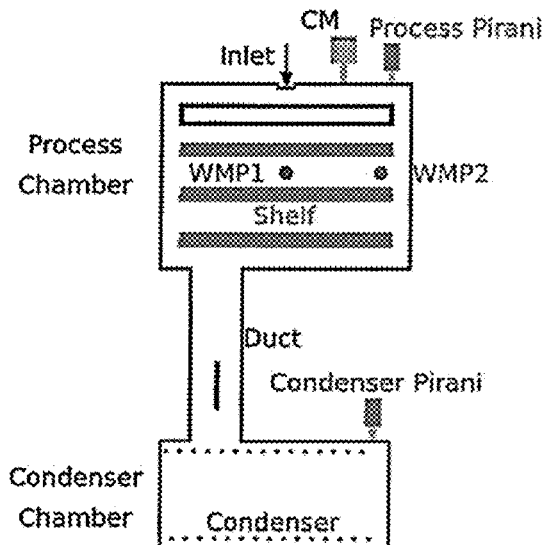 CM
Process Pirani
Inlet
Process
Chamber
WMP1
WMP2
Shelf
Duct
Condenser Pirani
Condenser
Chamber
Condenser